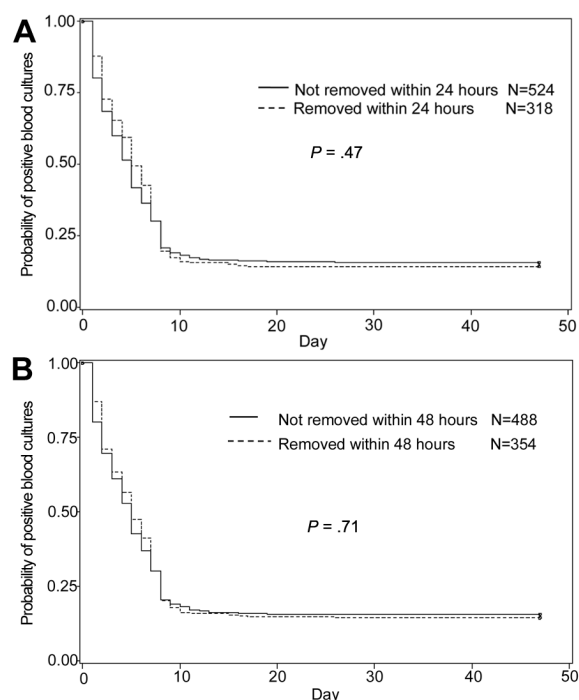 A
Probability of positive blood cultures
1.00
0.75
0.50
0.25
0.00
Not removed within 24 hours N=524
Removed within 24 hours N=318
P = .47
0 10 20 30 40 50
Day
B
Probability of positive blood cultures
1.00
0.75
0.50
0.25
0.00
Not removed within 48 hours N=488
Removed within 48 hours N=354
P = .71
0 10 20 30 40 50
Day